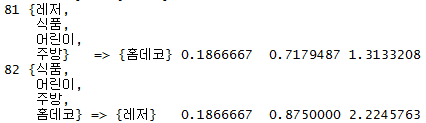 81 {레저,
식품,
어린이,
주방} => {홈데코} 0.1866667 0.7179487 1.3133208
82 {식품,
어린이,
주방,
홈데코} => {레저} 0.1866667 0.8750000 2.2245763